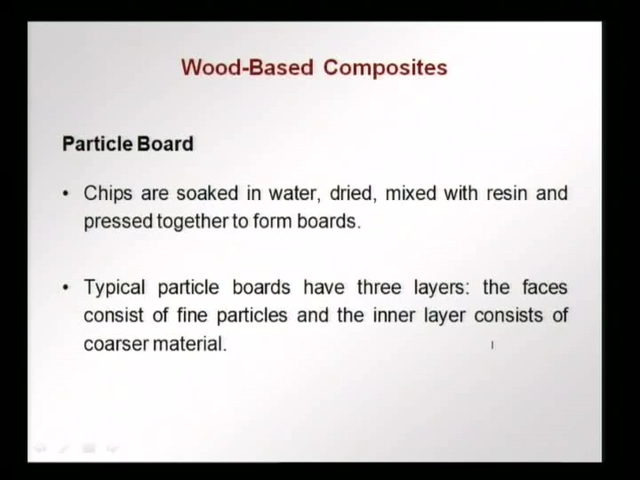 Wood-Based Composites
Particle Board
• Chips are soaked in water, dried, mixed with resin and
pressed together to form boards.
• Typical particle boards have three layers: the faces
consist of fine particles and the inner layer consists of
coarser material.